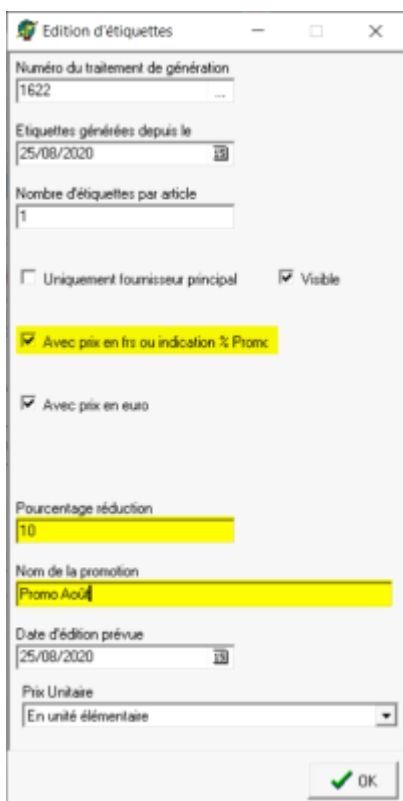 Edition d'étiquettes
Numéro du traitement de génération
1622 ...
Etiquettes générées depuis le
25/08/2020 15
Nombre d'étiquettes par article
1
Uniquement fournisseur principal Visible
Avec prix en frs ou indication % Promo
Avec prix en euro
Pourcentage réduction
10
Nom de la promotion
Promo Août
Date d'édition prévue
25/08/2020 15
Prix Unitaire
En unité élémentaire
OK